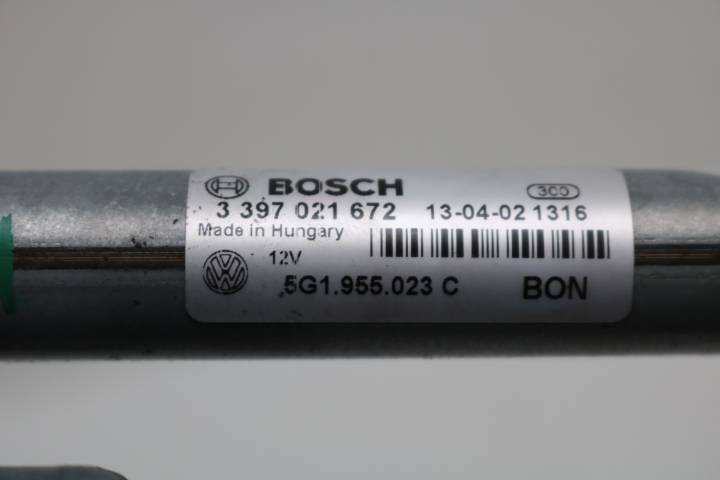 BOSCH
300
3 397 021 672 13-04-02 1316
Made in Hungary
12V
5G1.955.023 C BON